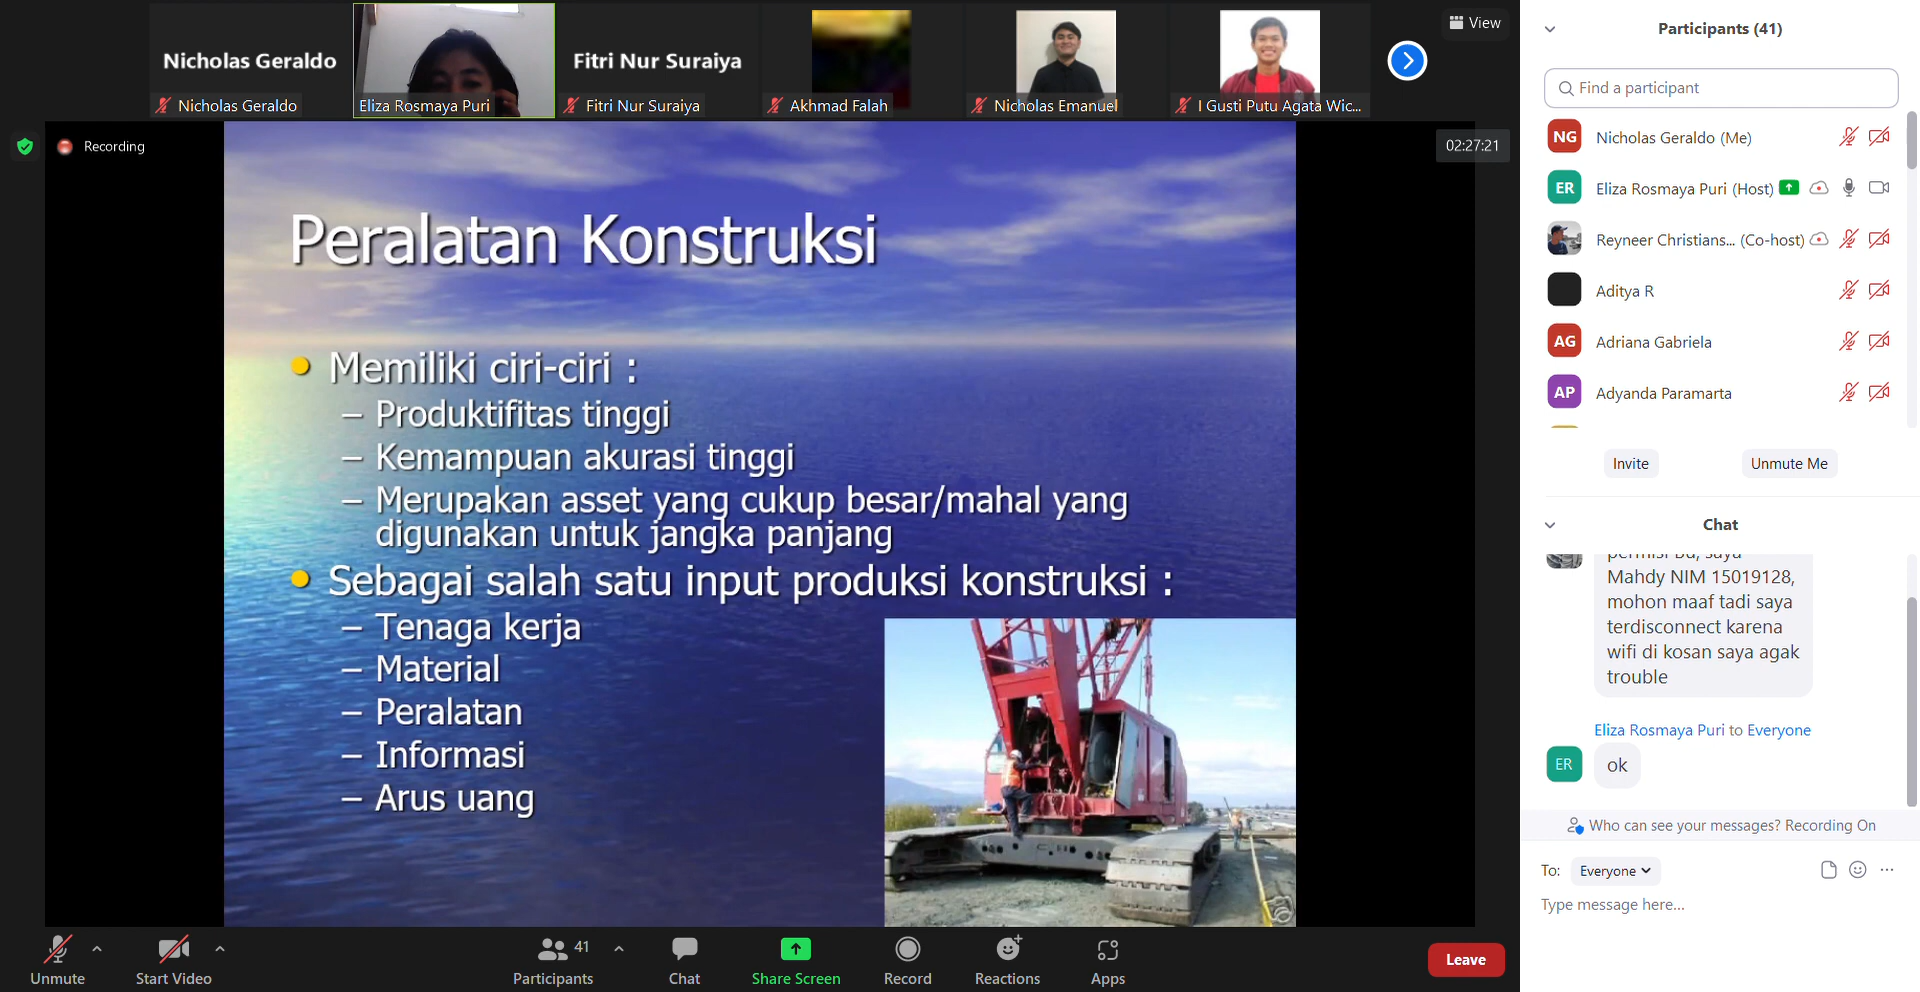 Nicholas Geraldo
Nicholas Geraldo
Eliza Rosmaya Puri
Fitri Nur Suraiya
Fitri Nur Suraiya
Akhmad Falah
Nicholas Emanuel
I Gusti Putu Agata Wic...
View
Recording
02:27:21
Peralatan Konstruksi
Memiliki ciri-ciri :
– Produktifitas tinggi
– Kemampuan akurasi tinggi
– Merupakan asset yang cukup besar/mahal yang
digunakan untuk jangka panjang
Sebagai salah satu input produksi konstruksi :
– Tenaga kerja
– Material
– Peralatan
– Informasi
– Arus uang
Unmute
Start Video
41
Participants
Chat
Share Screen
Record
Reactions
Apps
Leave
Participants (41)
Find a participant
NG Nicholas Geraldo (Me)
ER Eliza Rosmaya Puri (Host)
Reyneer Christians... (Co-host)
Aditya R
AG Adriana Gabriela
AP Adyanda Paramarta
Invite
Unmute Me
Chat
permisi bu, saya
Mahdy NIM 15019128,
mohon maaf tadi saya
terdisconnect karena
wifi di kosan saya agak
trouble
Eliza Rosmaya Puri to Everyone
ER ok
Who can see your messages? Recording On
To: Everyone
Type message here...